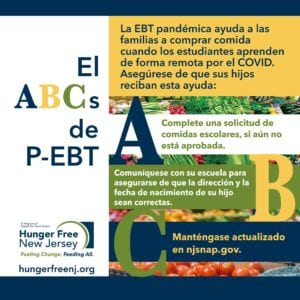 La EBT pandémica ayuda a las
familias a comprar comida
cuando los estudiantes aprenden
de forma remota por el COVID.
Asegúrese de que sus hijos
reciban esta ayuda:
El
ABCs
de
P-EBT
A
Complete una solicitud de
comidas escolares, si aún no
está aprobada.
B
Comuníquese con su escuela para
asegurarse de que la dirección y la
fecha de nacimiento de su hijo
sean correctas.
C
Manténgase actualizado
en njsnap.gov.
Hunger Free
New Jersey
Fueling Change. Feeding All.
hungerfreenj.org